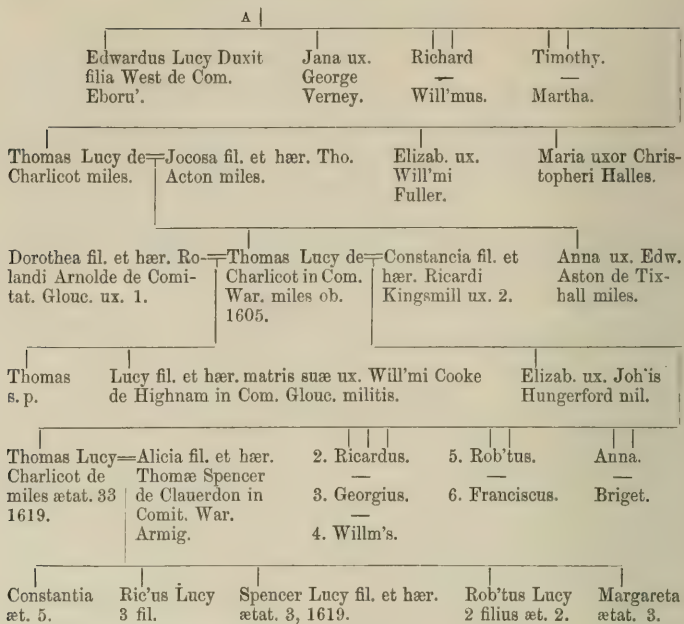 A
Edwardus Lucy Duxit
filia West de Com.
Eboru'.
Jana ux.
George
Verney.
Richard
—
Will'mus.
Timothy.
—
Martha.
Thomas Lucy de
Charlicot miles.
Jocosa fil. et hær. Tho.
Acton miles.
Elizab. ux.
Will'mi
Fuller.
Maria uxor Chris-
topheri Halles.
Dorothea fil. et hær. Ro-
landi Arnolde de Comi-
tat. Glouc. ux. 1.
Thomas Lucy de
Charlicot in Com.
War. miles ob.
1605.
Constancia fil. et
hær. Ricardi
Kingsmill ux. 2.
Anna ux. Edw.
Aston de Tix-
hall miles.
Thomas
s. p.
Lucy fil. et hær. matris suæ ux. Will'mi Cooke
de Highnam in Com. Glouc. militis.
Elizab. ux. Joh'is
Hungerford mil.
Thomas Lucy
Charlicot de
miles ætat. 33
1619.
Alicia fil. et hær.
Thomæ Spencer
de Clauerdon in
Comit. War.
Armig.
2. Ricardus.
—
3. Georgius.
—
4. Willm's.
5. Rob'tus.
—
6. Franciscus.
Anna.
—
Briget.
Constantia
æt. 5.
Ric'us Lucy
3 fil.
Spencer Lucy fil. et hær.
ætat. 3, 1619.
Rob'tus Lucy
2 filius æt. 2.
Margareta
ætat. 3.